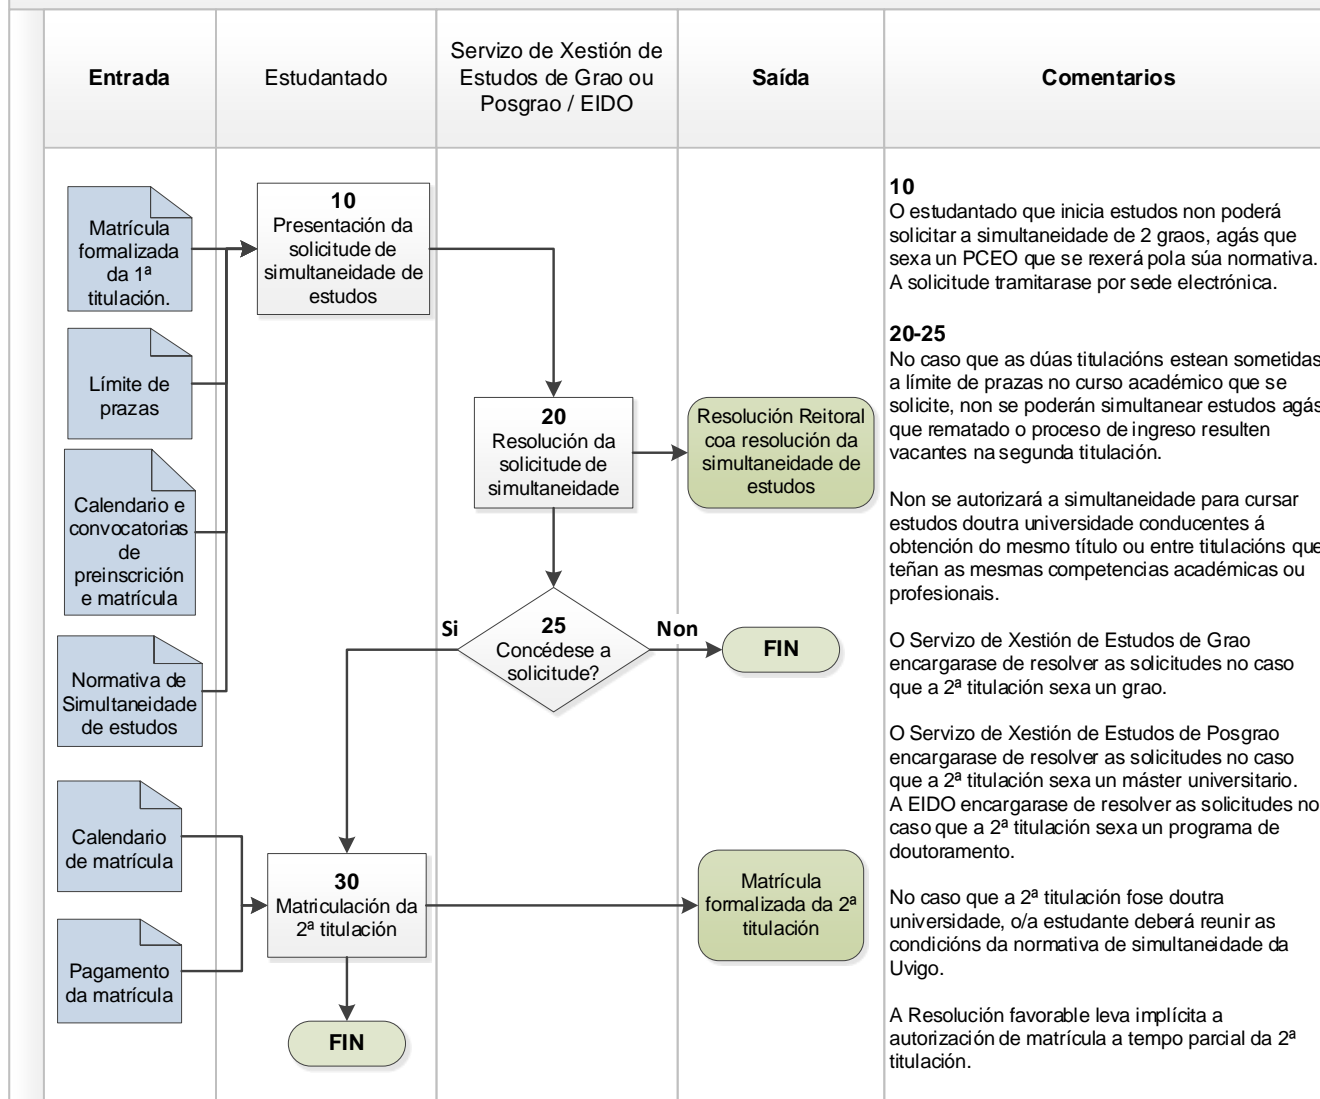 Entrada
Estudantado
Servizo de Xestión de
Estudos de Grao ou
Posgrao / EIDO
Saída
Comentarios
Matrícula
formalizada
da 1ª
titulación.
Límite de
prazas
Calendario e
convocatorias
de
preinscrición
e matrícula
Normativa de
Simultaneidade
de estudos
Calendario
de matrícula
Pagamento
da matrícula
10
Presentación da
solicitude de
simultaneidade de
estudos
20
Resolución da
solicitude de
simultaneidade
Resolución Reitoral
coa resolución da
simultaneidade de
estudos
25
Concédese a
solicitude?
Si
Non
FIN
30
Matriculación da
2ª titulación
Matrícula
formalizada da 2ª
titulación
FIN
10
O estudantado que inicia estudos non poderá
solicitar a simultaneidade de 2 graos, agás que
sexa un PCEO que se rexerá pola súa normativa.
A solicitude tramitarase por sede electrónica.
20-25
No caso que as dúas titulacións estean sometidas
a límite de prazas no curso académico que se
solicite, non se poderán simultanear estudos agás
que rematado o proceso de ingreso resulten
vacantes na segunda titulación.
Non se autorizará a simultaneidade para cursar
estudos doutra universidade conducentes á
obtención do mesmo título ou entre titulacións que
teñan as mesmas competencias académicas ou
profesionais.
O Servizo de Xestión de Estudos de Grao
encargarase de resolver as solicitudes no caso
que a 2ª titulación sexa un grao.
O Servizo de Xestión de Estudos de Posgrao
encargarase de resolver as solicitudes no caso
que a 2ª titulación sexa un máster universitario.
A EIDO encargarase de resolver as solicitudes no
caso que a 2ª titulación sexa un programa de
doutoramento.
No caso que a 2ª titulación fose doutra
universidade, o/a estudante deberá reunir as
condicións da normativa de simultaneidade da
Uvigo.
A Resolución favorable leva implícita a
autorización de matrícula a tempo parcial da 2ª
titulación.